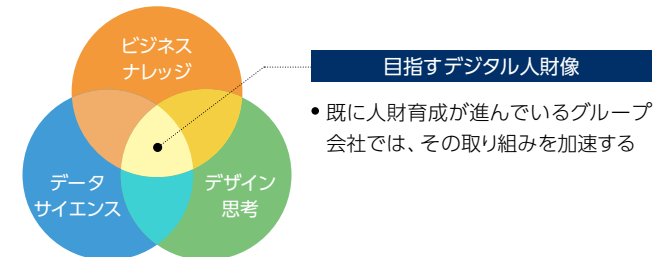 ビジネス
ナレッジ
目指すデジタル人財像
• 既に人財育成が進んでいるグループ
会社では、その取り組みを加速する
データ
サイエンス
デザイン
思考